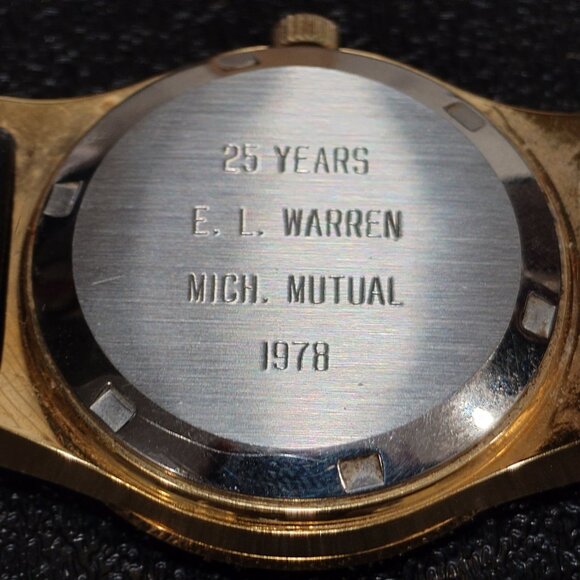 25 YEARS
E. L. WARREN
MICH. MUTUAL
1978